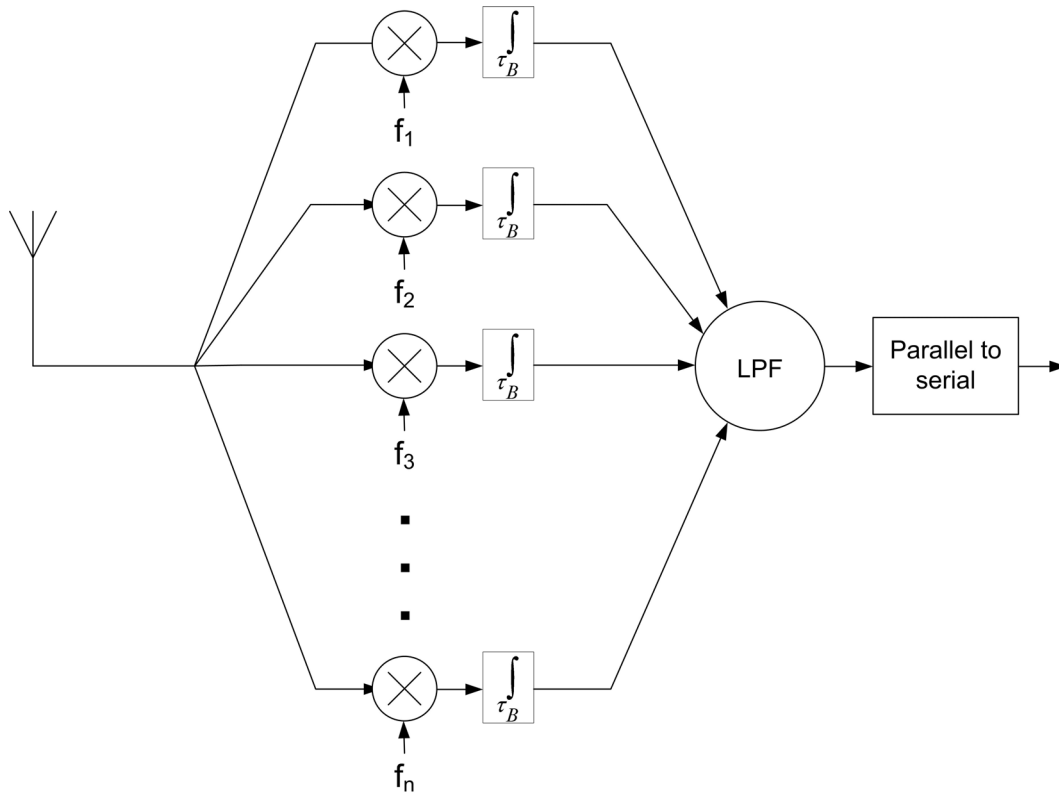 ∫
τB
f1
∫
τB
f2
∫
τB
f3
LPF
Parallel to
serial
∫
τB
fn